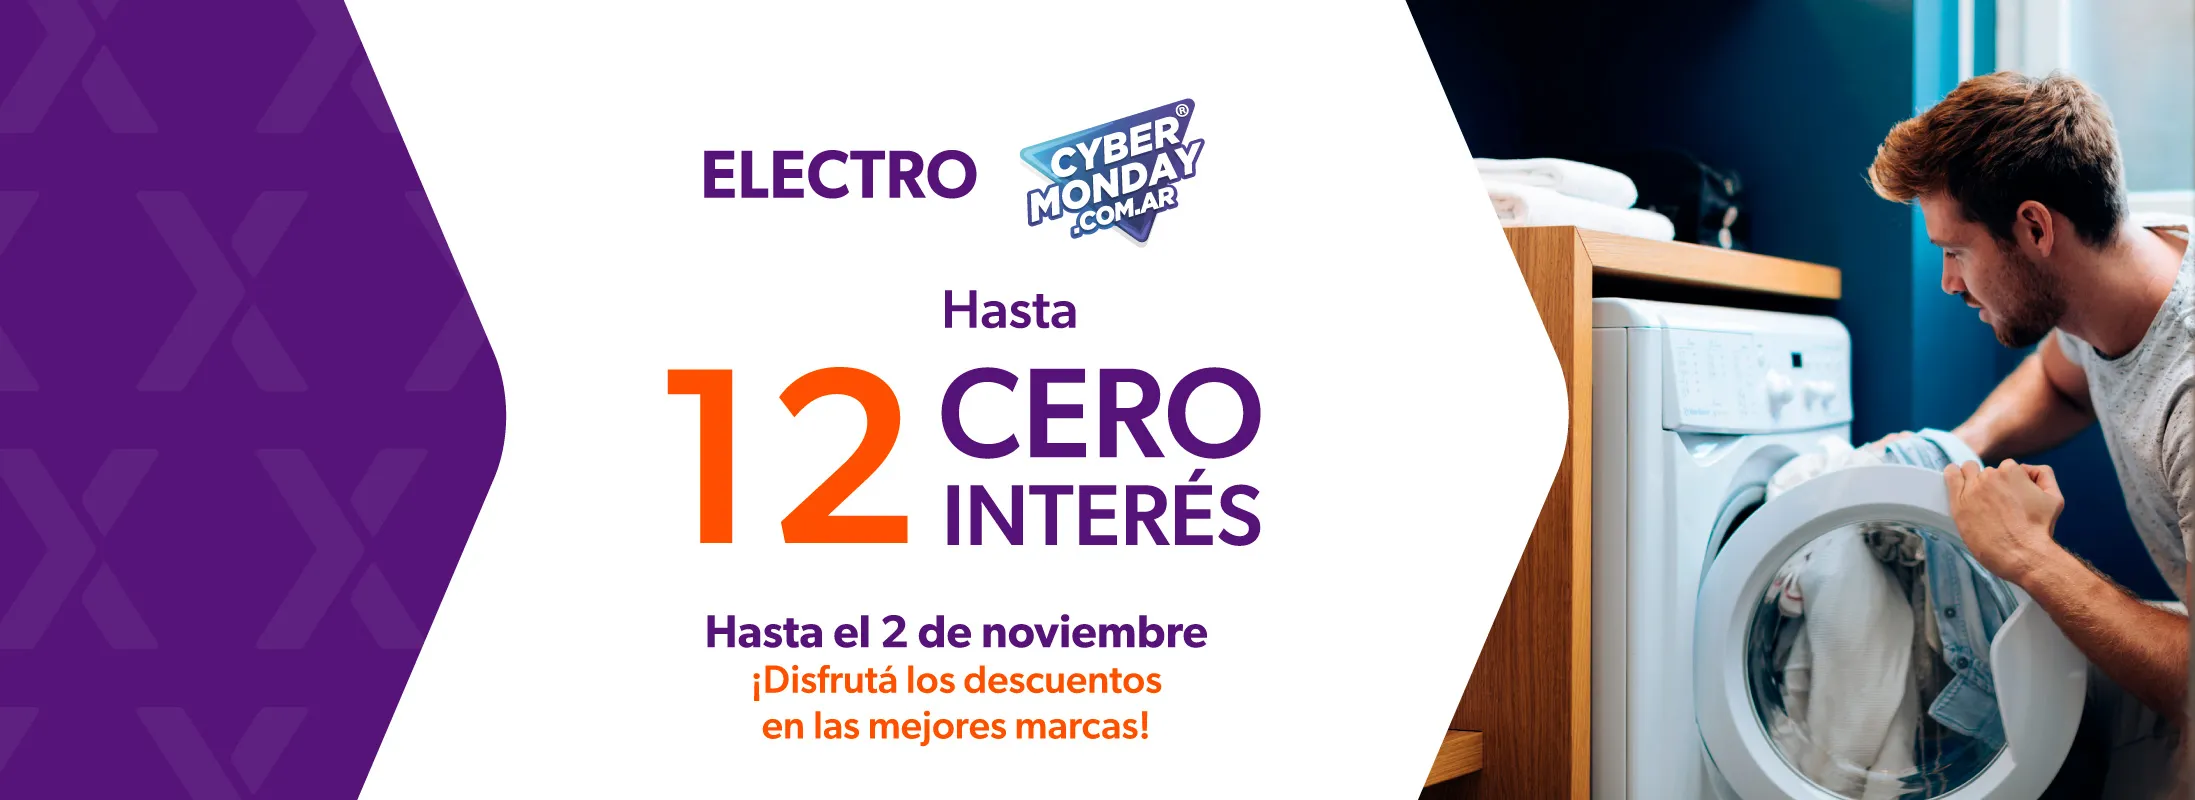 ELECTRO
CYBER
MONDAY
.COM.AR
®
Hasta
12 CERO
INTERÉS
Hasta el 2 de noviembre
¡Disfrutá los descuentos
en las mejores marcas!